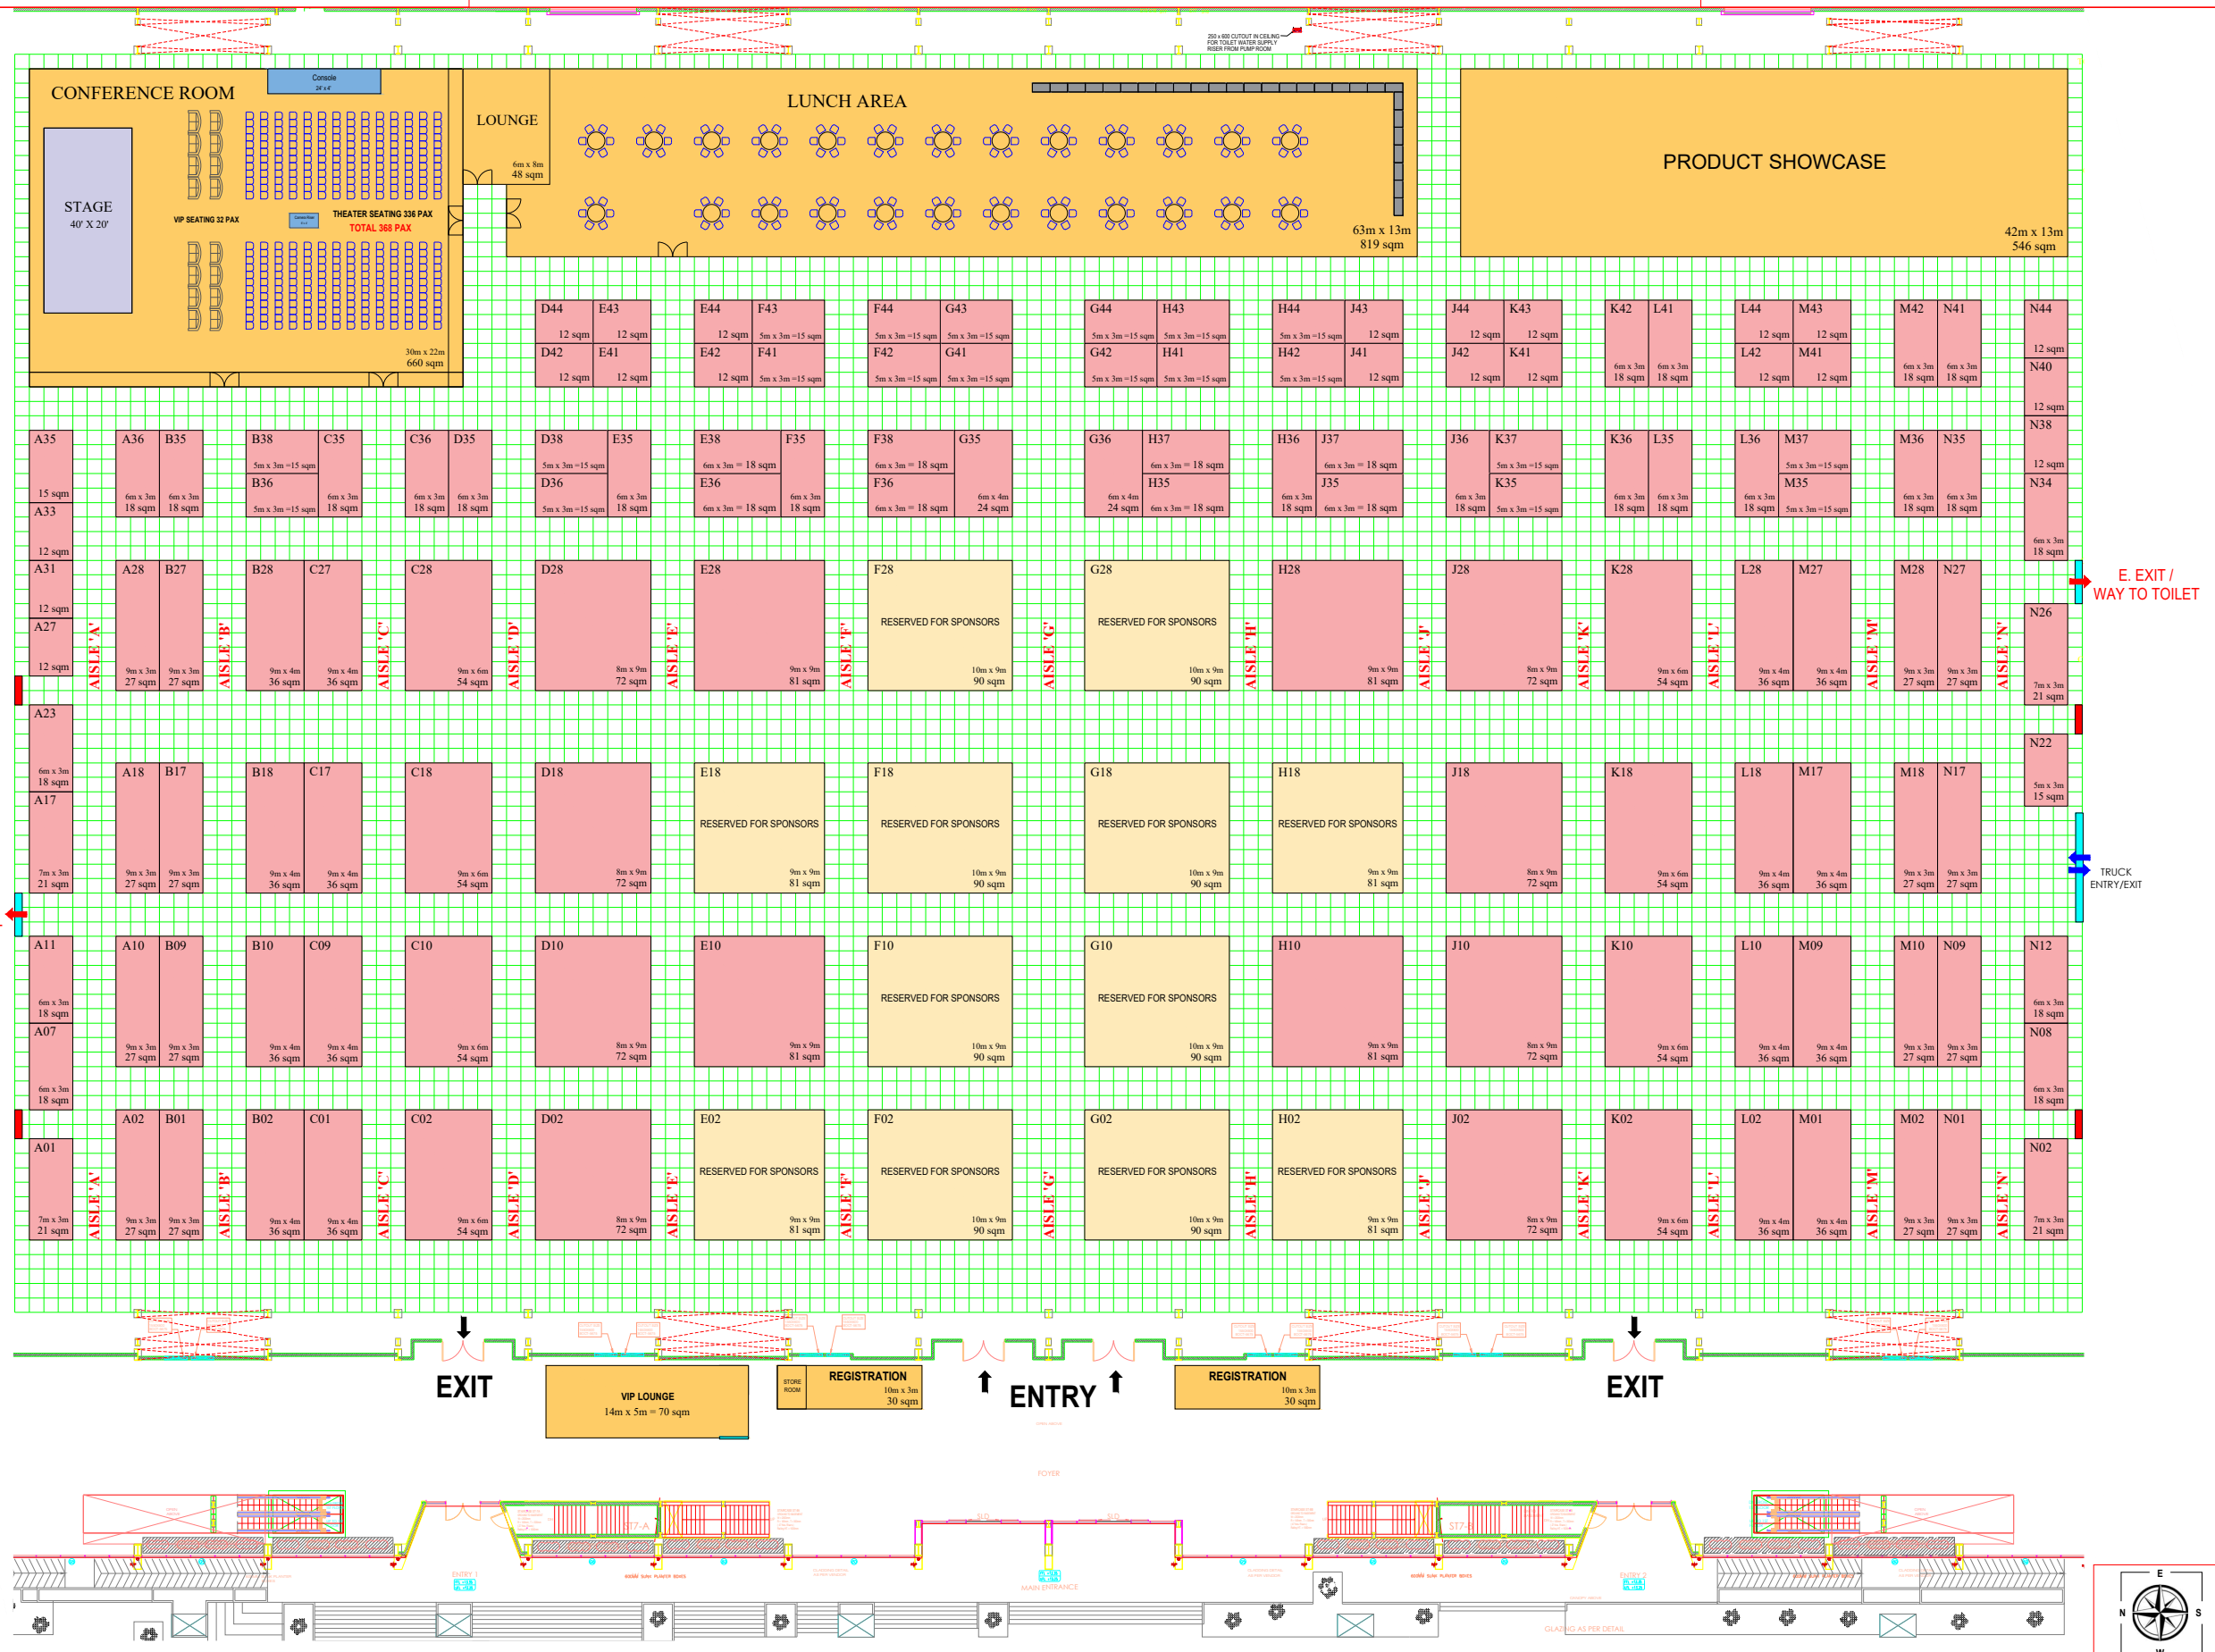 250 x 600 CUTOUT IN CEILING
FOR TOILET WATER SUPPLY
RISER FROM PUMP ROOM
CONFERENCE ROOM
Console
24' x 4'
STAGE
40' X 20'
VIP SEATING 32 PAX
THEATER SEATING 336 PAX
TOTAL 368 PAX
30m x 22m
660 sqm
LOUNGE
6m x 8m
48 sqm
LUNCH AREA
63m x 13m
819 sqm
PRODUCT SHOWCASE
42m x 13m
546 sqm
D44 E43 E44 F43 F44 G43 G44 H43 H44 J43 J44 K43 K42 L41 L44 M43 M42 N41 N44
12 sqm 12 sqm 12 sqm 5m x 3m =15 sqm 5m x 3m =15 sqm 5m x 3m =15 sqm 5m x 3m =15 sqm 5m x 3m =15 sqm 5m x 3m =15 sqm 12 sqm 12 sqm 12 sqm 12 sqm 12 sqm 12 sqm
D42 E41 E42 F41 F42 G41 G42 H41 H42 J41 J42 K41 L42 M41 N40
6m x 3m 6m x 3m 6m x 3m 6m x 3m
12 sqm 12 sqm 12 sqm 5m x 3m =15 sqm 5m x 3m =15 sqm 5m x 3m =15 sqm 5m x 3m =15 sqm 5m x 3m =15 sqm 5m x 3m =15 sqm 12 sqm 12 sqm 12 sqm 18 sqm 18 sqm 12 sqm 12 sqm 18 sqm 18 sqm
12 sqm
N38
A35 A36 B35 B38 C35 C36 D35 D38 E35 E38 F35 F38 G35 G36 H37 H36 J37 J36 K37 K36 L35 L36 M37 M36 N35
5m x 3m =15 sqm 5m x 3m =15 sqm 6m x 3m = 18 sqm 6m x 3m = 18 sqm 6m x 3m = 18 sqm 6m x 3m = 18 sqm 5m x 3m =15 sqm 5m x 3m =15 sqm 12 sqm
B36 D36 E36 F36 H35 J35 K35 M35 N34
15 sqm 6m x 3m 6m x 3m 6m x 3m 6m x 3m 6m x 3m 6m x 3m 6m x 3m 6m x 4m 6m x 4m 6m x 3m 6m x 3m 6m x 3m 6m x 3m 6m x 3m 6m x 3m 6m x 3m
18 sqm 18 sqm 5m x 3m =15 sqm 18 sqm 18 sqm 18 sqm 5m x 3m =15 sqm 18 sqm 6m x 3m = 18 sqm 18 sqm 6m x 3m = 18 sqm 24 sqm 24 sqm 6m x 3m = 18 sqm 18 sqm 6m x 3m = 18 sqm 18 sqm 5m x 3m =15 sqm 18 sqm 18 sqm 18 sqm 5m x 3m =15 sqm 18 sqm 18 sqm
A33
12 sqm 6m x 3m
18 sqm
A31 A28 B27 B28 C27 C28 D28 E28 F28 G28 H28 J28 K28 L28 M27 M28 N27
E. EXIT /
WAY TO TOILET
12 sqm N26
A27 RESERVED FOR SPONSORS RESERVED FOR SPONSORS
AISLE 'A' AISLE 'B' AISLE 'C' AISLE 'D' AISLE 'E' AISLE 'F' AISLE 'G' AISLE 'H' AISLE 'J' AISLE 'K' AISLE 'L' AISLE 'M' AISLE 'N'
12 sqm 9m x 3m 9m x 3m 9m x 4m 9m x 4m 9m x 6m 8m x 9m 9m x 9m 10m x 9m 10m x 9m 9m x 9m 8m x 9m 9m x 6m 9m x 4m 9m x 4m 9m x 3m 9m x 3m 7m x 3m
27 sqm 27 sqm 36 sqm 36 sqm 54 sqm 72 sqm 81 sqm 90 sqm 90 sqm 81 sqm 72 sqm 54 sqm 36 sqm 36 sqm 27 sqm 27 sqm 21 sqm
A23 N22
6m x 3m
18 sqm
A18 B17 B18 C17 C18 D18 E18 F18 G18 H18 J18 K18 L18 M17 M18 N17
5m x 3m
15 sqm
A17
RESERVED FOR SPONSORS RESERVED FOR SPONSORS RESERVED FOR SPONSORS RESERVED FOR SPONSORS
7m x 3m 9m x 3m 9m x 3m 9m x 4m 9m x 4m 9m x 6m 8m x 9m 9m x 9m 10m x 9m 10m x 9m 9m x 9m 8m x 9m 9m x 6m 9m x 4m 9m x 4m 9m x 3m 9m x 3m
21 sqm 27 sqm 27 sqm 36 sqm 36 sqm 54 sqm 72 sqm 81 sqm 90 sqm 90 sqm 81 sqm 72 sqm 54 sqm 36 sqm 36 sqm 27 sqm 27 sqm
TRUCK
ENTRY/EXIT
A11 A10 B09 B10 C09 C10 D10 E10 F10 G10 H10 J10 K10 L10 M09 M10 N09 N12
RESERVED FOR SPONSORS RESERVED FOR SPONSORS
6m x 3m 6m x 3m
18 sqm 18 sqm
A07 N08
9m x 3m 9m x 3m 9m x 4m 9m x 4m 9m x 6m 8m x 9m 9m x 9m 10m x 9m 10m x 9m 9m x 9m 8m x 9m 9m x 6m 9m x 4m 9m x 4m 9m x 3m 9m x 3m
27 sqm 27 sqm 36 sqm 36 sqm 54 sqm 72 sqm 81 sqm 90 sqm 90 sqm 81 sqm 72 sqm 54 sqm 36 sqm 36 sqm 27 sqm 27 sqm
6m x 3m 6m x 3m
18 sqm 18 sqm
A02 B01 B02 C01 C02 D02 E02 F02 G02 H02 J02 K02 L02 M01 M02 N01
A01 N02
RESERVED FOR SPONSORS RESERVED FOR SPONSORS RESERVED FOR SPONSORS RESERVED FOR SPONSORS
AISLE 'A' AISLE 'B' AISLE 'C' AISLE 'D' AISLE 'E' AISLE 'F' AISLE 'G' AISLE 'H' AISLE 'J' AISLE 'K' AISLE 'L' AISLE 'M' AISLE 'N'
7m x 3m 9m x 3m 9m x 3m 9m x 4m 9m x 4m 9m x 6m 8m x 9m 9m x 9m 10m x 9m 10m x 9m 9m x 9m 8m x 9m 9m x 6m 9m x 4m 9m x 4m 9m x 3m 9m x 3m 7m x 3m
21 sqm 27 sqm 27 sqm 36 sqm 36 sqm 54 sqm 72 sqm 81 sqm 90 sqm 90 sqm 81 sqm 72 sqm 54 sqm 36 sqm 36 sqm 27 sqm 27 sqm 21 sqm
EXIT
VIP LOUNGE
14m x 5m = 70 sqm
STORE
ROOM
REGISTRATION
10m x 3m
30 sqm
ENTRY
REGISTRATION
10m x 3m
30 sqm
EXIT
FOYER
ST7-A
SLD SLD
ST7-B
ENTRY 1
MAIN ENTRANCE
ENTRY 2
GLAZING AS PER DETAIL
E
N S
W